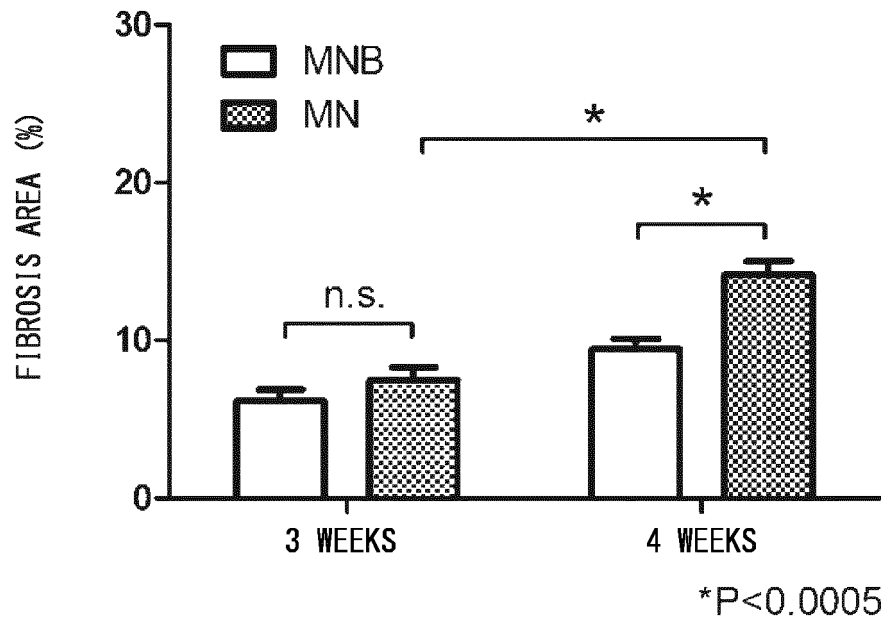 30
20
10
0
FIBROSIS AREA (%)
MNB
MN
*
*
n.s.
3 WEEKS
4 WEEKS
*P<0.0005